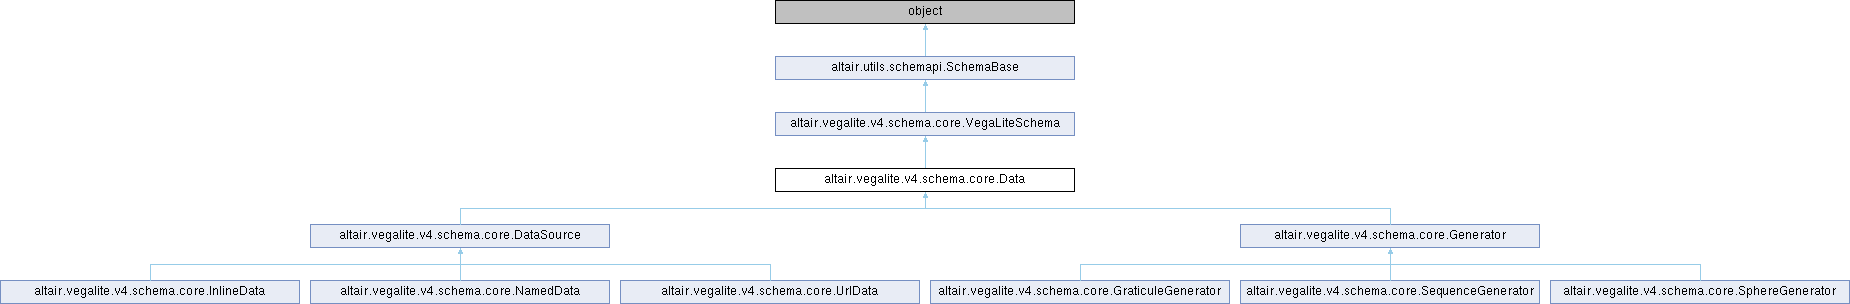 object
altair.utils.schemapi.SchemaBase
altair.vegalite.v4.schema.core.VegaLiteSchema
altair.vegalite.v4.schema.core.Data
altair.vegalite.v4.schema.core.DataSource
altair.vegalite.v4.schema.core.Generator
altair.vegalite.v4.schema.core.InlineData
altair.vegalite.v4.schema.core.NamedData
altair.vegalite.v4.schema.core.UrlData
altair.vegalite.v4.schema.core.GraticuleGenerator
altair.vegalite.v4.schema.core.SequenceGenerator
altair.vegalite.v4.schema.core.SphereGenerator